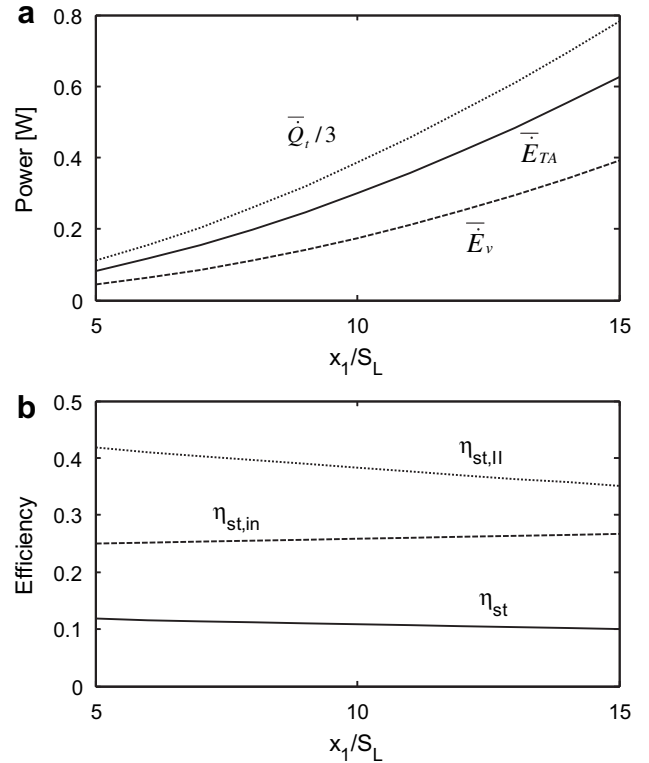 a
0.8
0.6
0.4
0.2
0
Power [W]
Q̇̅_t /3
Ė̅_TA
Ė̅_v
5
10
15
x_1/S_L
b
0.5
0.4
0.3
0.2
0.1
0
Efficiency
η_st,II
η_st,in
η_st
5
10
15
x_1/S_L